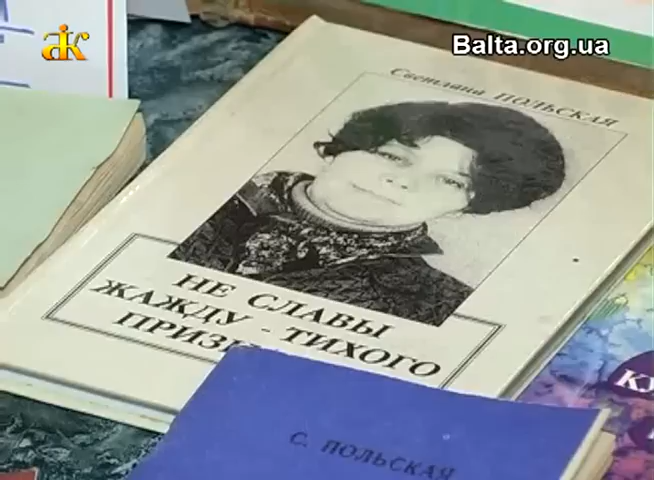 Balta.org.ua
Светлана ПОЛЬСКАЯ
НЕ СЛАВЫ
ЖАЖДУ - ТИХОГО
С. ПОЛЬСКАЯ